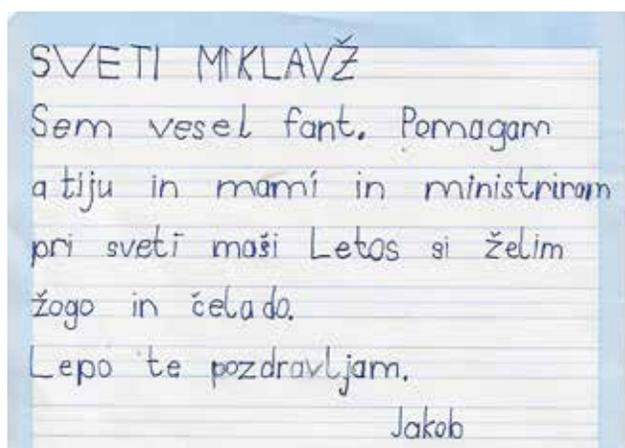 SVETI MIKLAVŽ
Sem vesel fant. Pomagam
atiju in mami in ministriram
pri sveti maši Letos si želim
žogo in čelado.
Lepo te pozdravljam.
Jakob